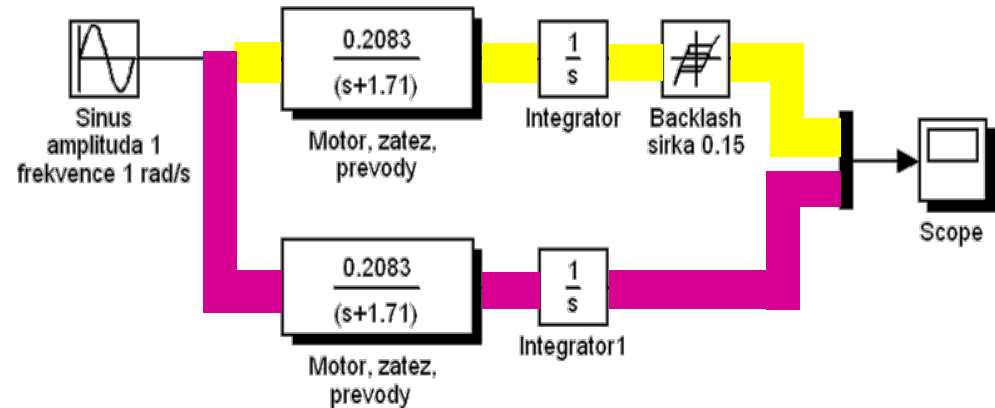 0.2083
(s+1.71)
Motor, zatez,
prevody
1
s
Integrator
Backlash
sirka 0.15
Sinus
amplituda 1
frekvence 1 rad/s
Scope
0.2083
(s+1.71)
Motor, zatez,
prevody
1
s
Integrator1